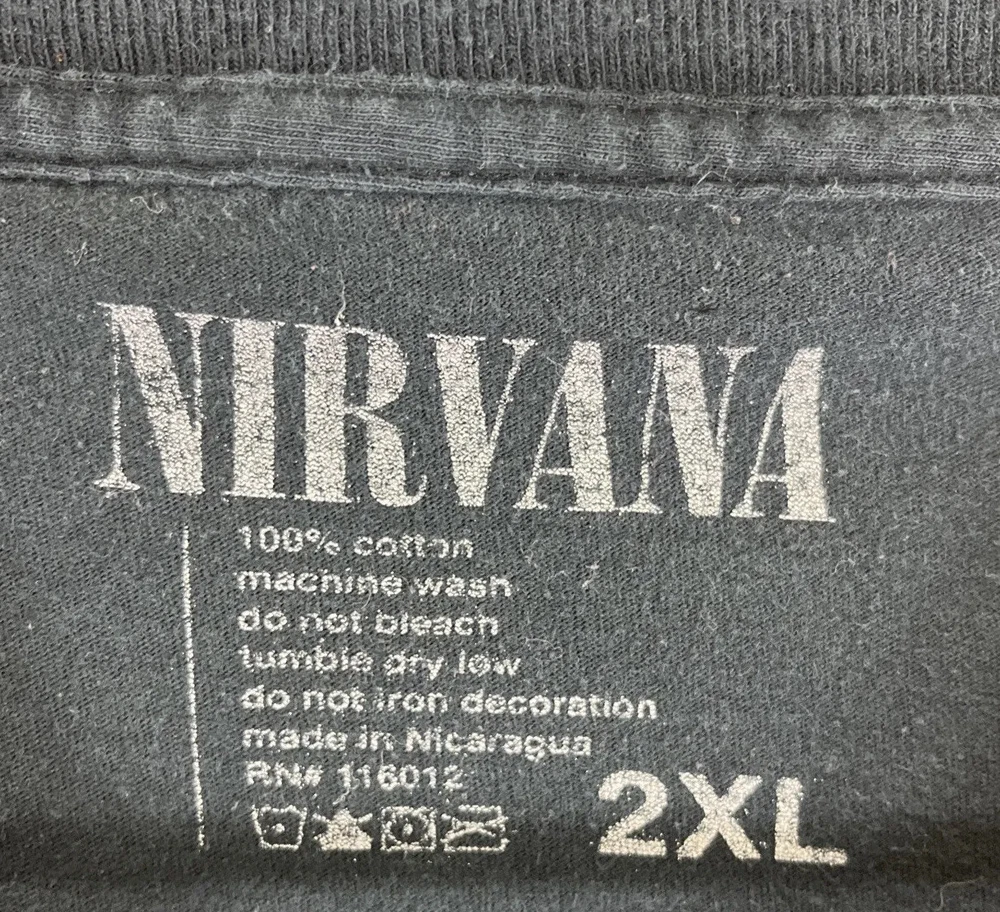 NIRVANA
100% cotton
machine wash
do not bleach
tumble dry low
do not iron decoration
made in Nicaragua
RN# 116012
2XL